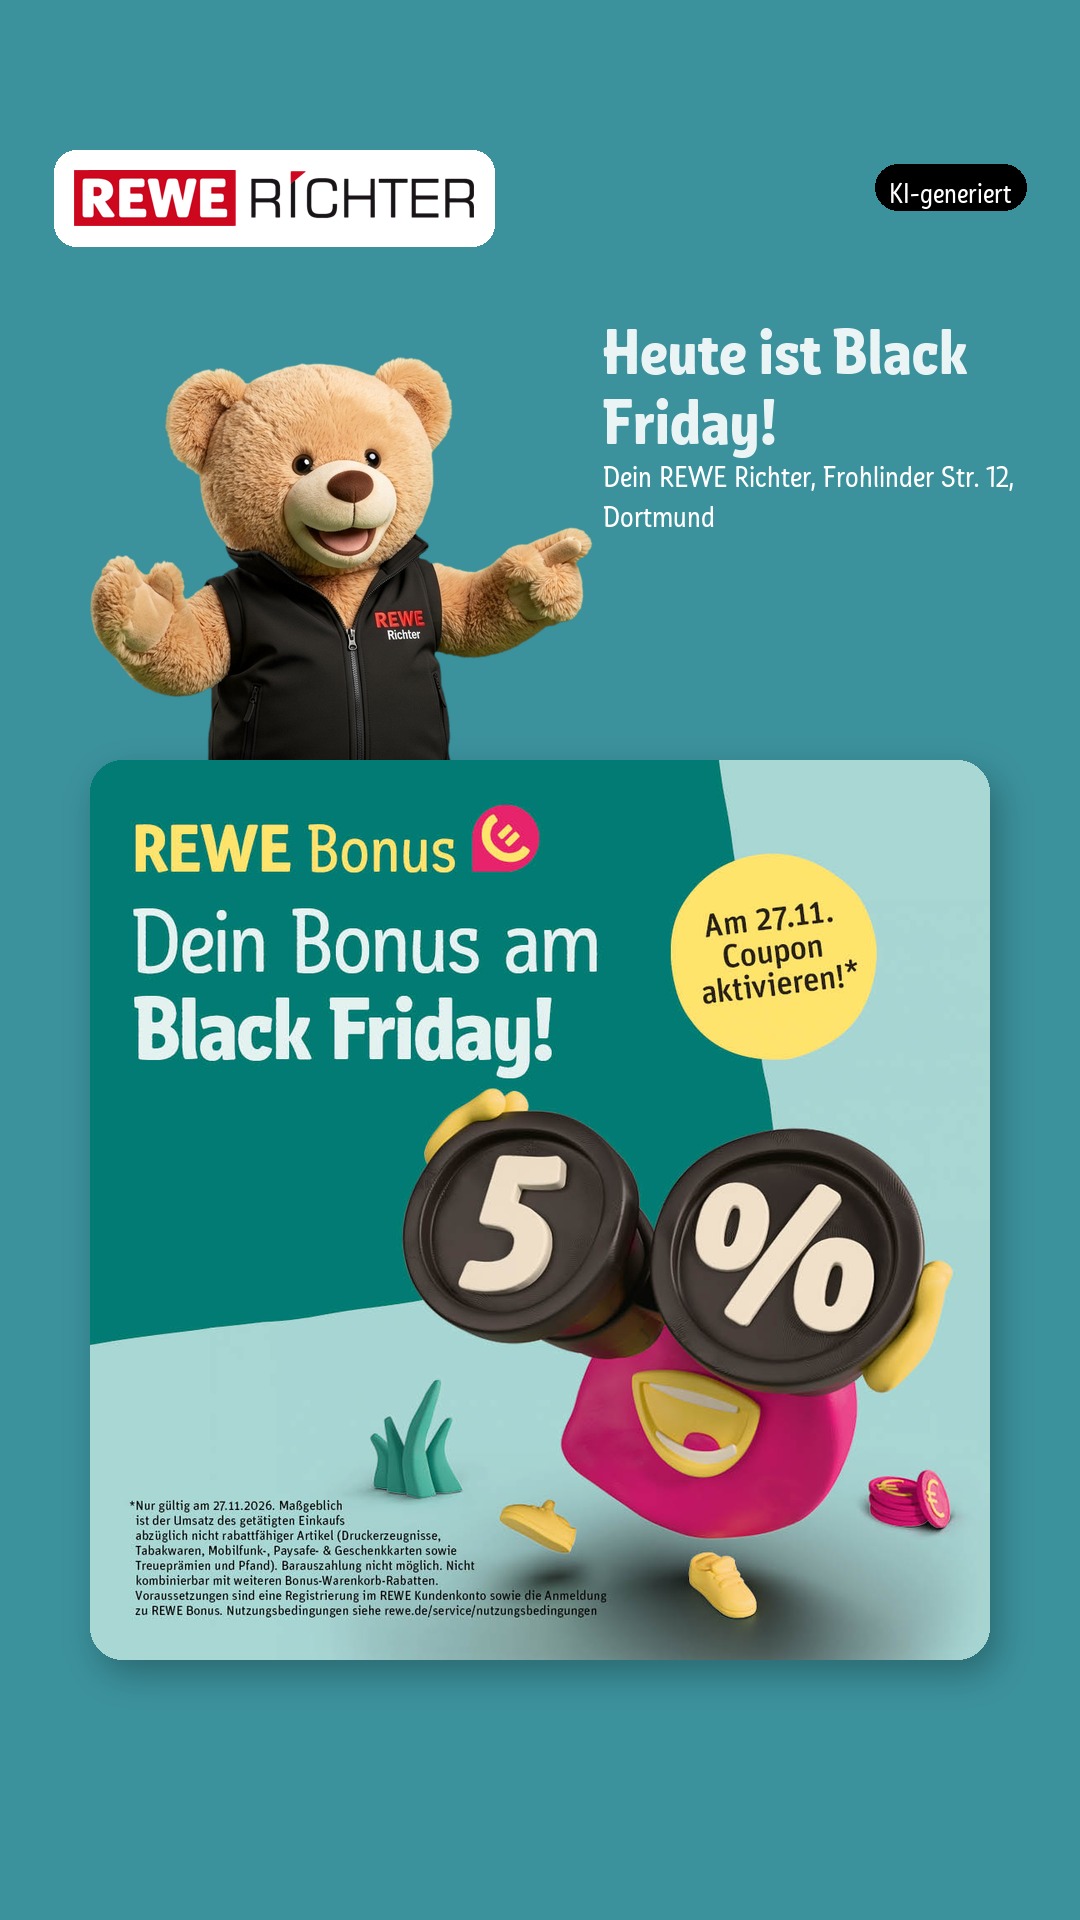 REWE RICHTER
KI-generiert
Heute ist Black
Friday!
Dein REWE Richter, Frohlinder Str. 12,
Dortmund
REWE
Richter
REWE Bonus
Dein Bonus am
Black Friday!
Am 27.11.
Coupon
aktivieren!*
5 %
*Nur gültig am 27.11.2026. Maßgeblich
ist der Umsatz des getätigten Einkaufs
abzüglich nicht rabattfähiger Artikel (Druckerzeugnisse,
Tabakwaren, Mobilfunk-, Paysafe- & Geschenkkarten sowie
Treueprämien und Pfand). Barauszahlung nicht möglich. Nicht
kombinierbar mit weiteren Bonus-Warenkorb-Rabatten.
Voraussetzungen sind eine Registrierung im REWE Kundenkonto sowie die Anmeldung
zu REWE Bonus. Nutzungsbedingungen siehe rewe.de/service/nutzungsbedingungen